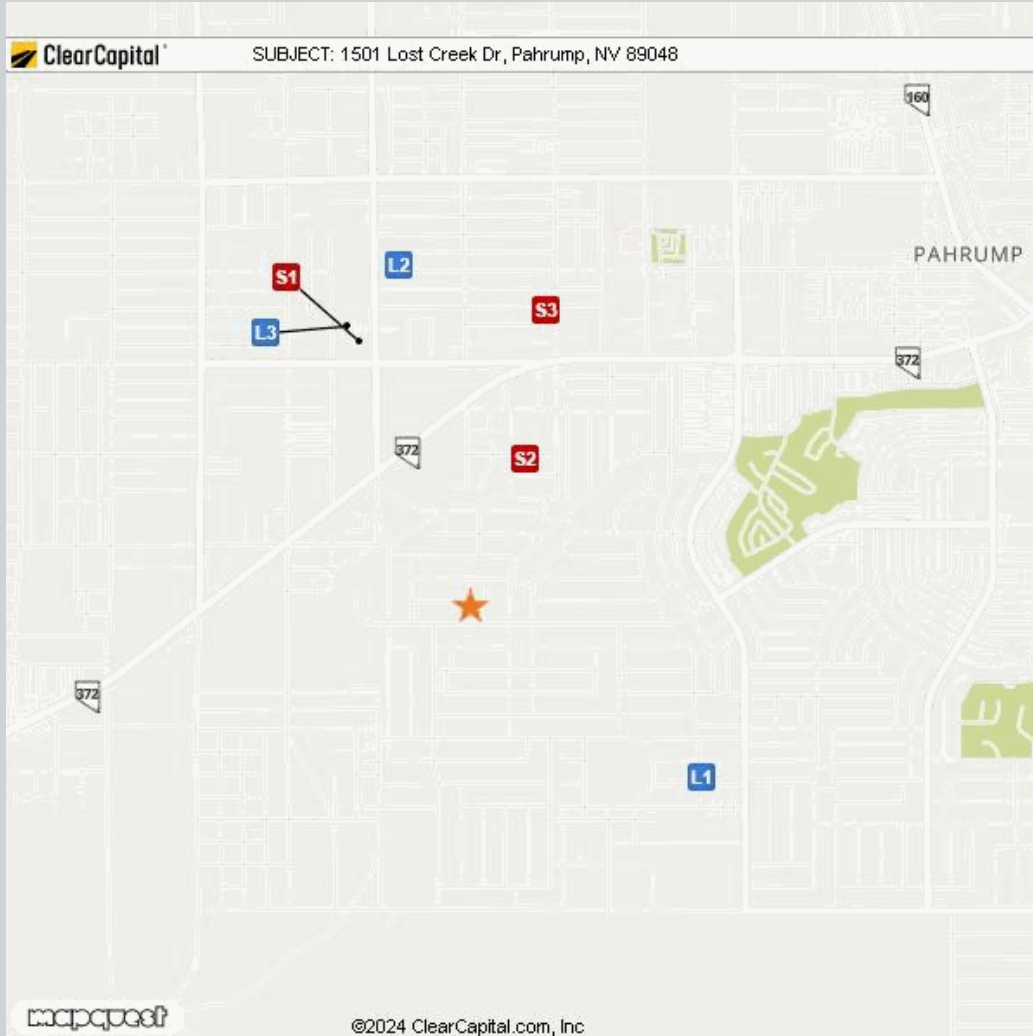 ClearCapital
SUBJECT: 1501 Lost Creek Dr, Pahrump, NV 89048
160
L2
PAHRUMP
S1
S3
L3
372
372
S2
372
L1
mapquest
©2024 ClearCapital.com, Inc